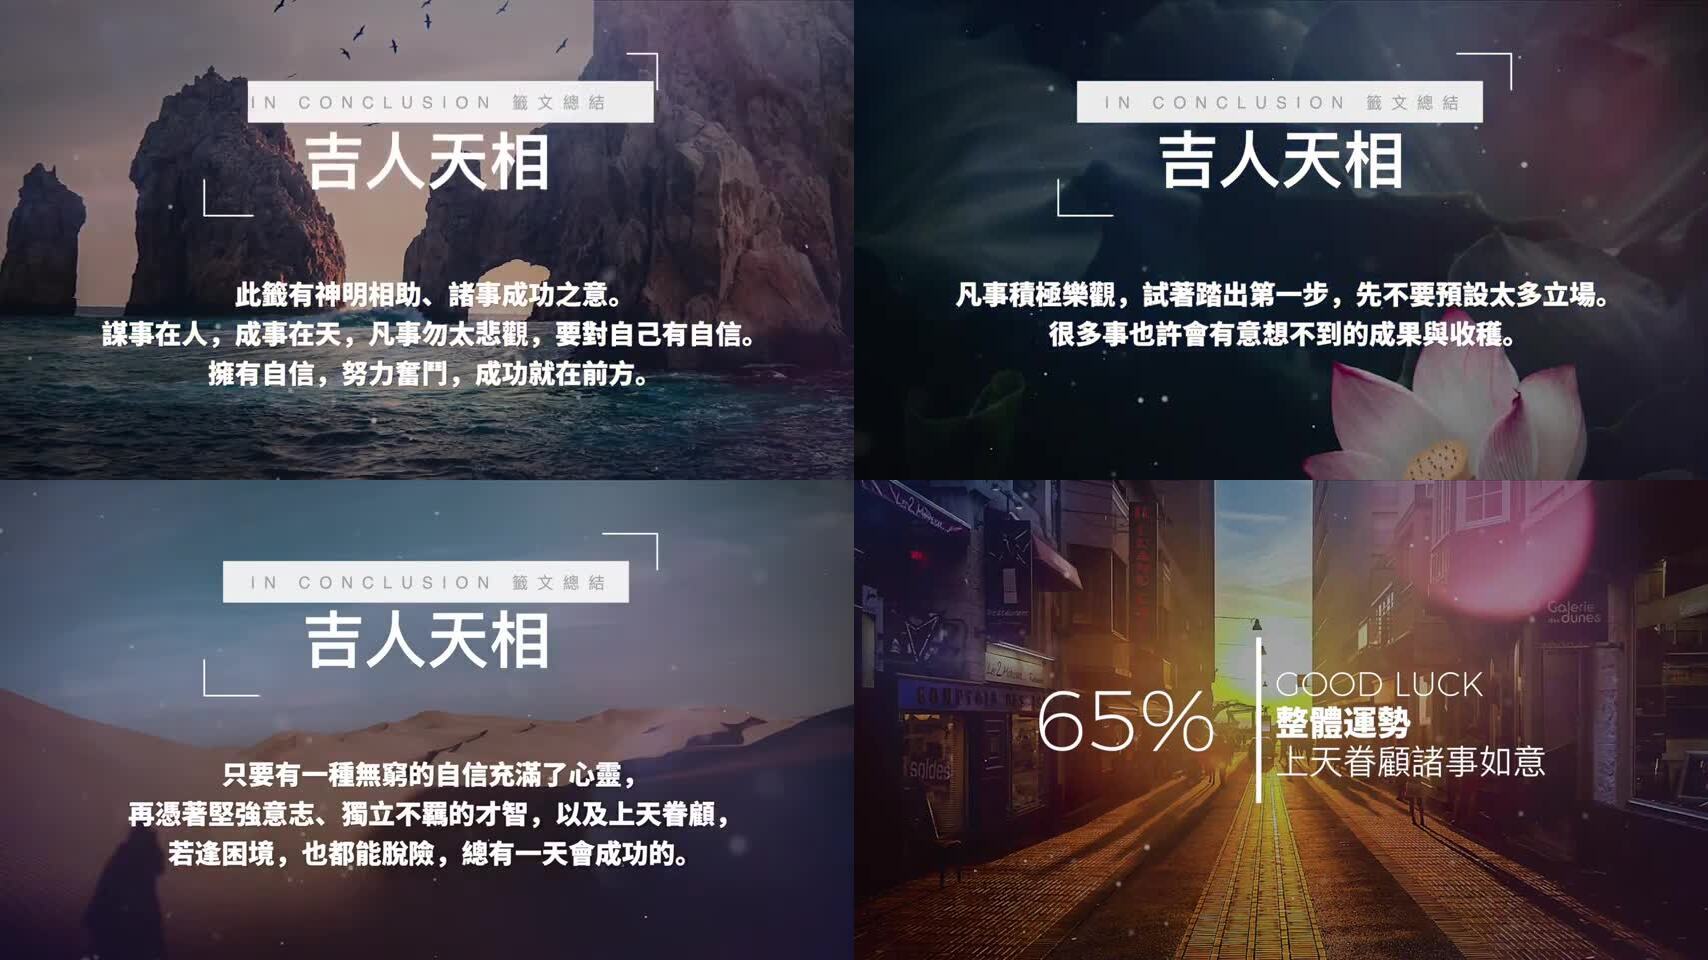 IN CONCLUSION 籤文總結
吉人天相
此籤有神明相助、諸事成功之意。
謀事在人，成事在天，凡事勿太悲觀，要對自己有自信。
擁有自信，努力奮鬥，成功就在前方。
IN CONCLUSION 籤文總結
吉人天相
凡事積極樂觀，試著踏出第一步，先不要預設太多立場。
很多事也許會有意想不到的成果與收穫。
IN CONCLUSION 籤文總結
吉人天相
只要有一種無窮的自信充滿了心靈，
再憑著堅強意志、獨立不羈的才智，以及上天眷顧，
若逢困境，也都能脫險，總有一天會成功的。
65%
GOOD LUCK
整體運勢
上天眷顧諸事如意
Galerie
des dunes
soldes